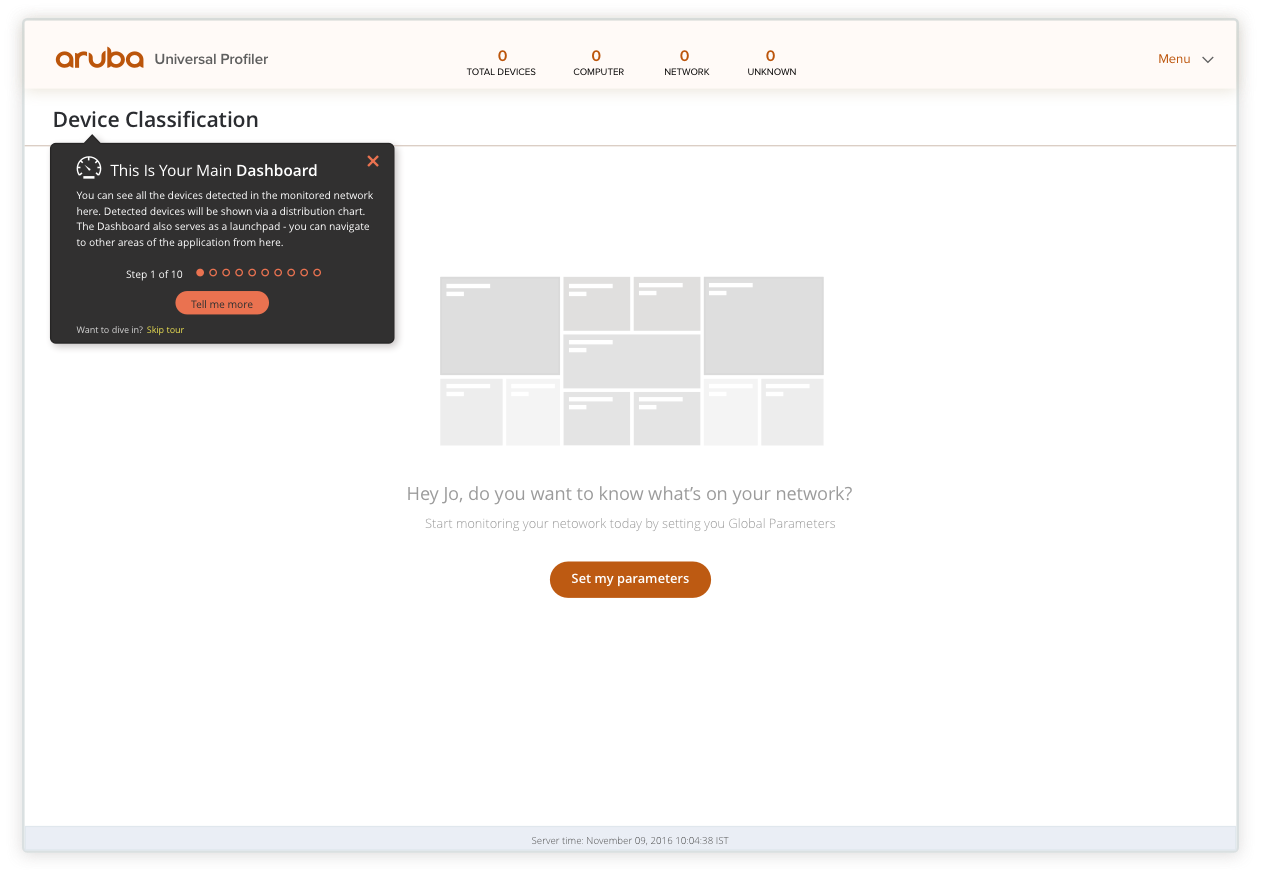 aruba Universal Profiler
0 0 0 0
TOTAL DEVICES COMPUTER NETWORK UNKNOWN
Menu
Device Classification
This Is Your Main Dashboard
You can see all the devices detected in the monitored network
here. Detected devices will be shown via a distribution chart.
The Dashboard also serves as a launchpad - you can navigate
to other areas of the application from here.
Step 1 of 10
Tell me more
Want to dive in? Skip tour
Hey Jo, do you want to know what’s on your network?
Start monitoring your netowork today by setting you Global Parameters
Set my parameters
Server time: November 09, 2016 10:04:38 IST